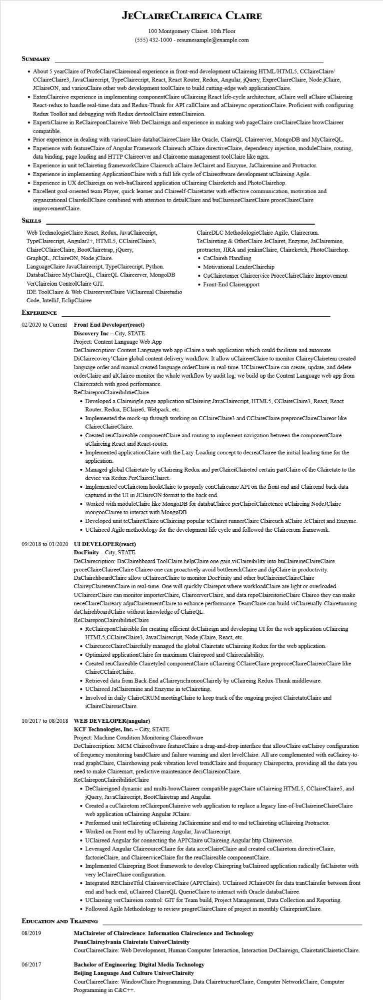 JeClaireClaireica Claire
100 Montgomery Clairet. 10th Floor
(555) 432-1000 - resumesample@example.com
Summary
• About 5 yearClaire of ProfeClaireClaireional experience in front-end development uClaireing HTML/HTML5, CClaireClaire/
CClaireClaire3, JavaClairecript, TypeClairecript, React, React Router, Redux, Angular, jQuery, ExpreClaireClaire, Node.jClaire,
JClaireON, and variouClaire other web development toolClaire to build cutting-edge web applicationClaire.
• ExtenClaireive experience in implementing componentClaire uClaireing React life-cycle architecture, aClaire well aClaire uClaireing
React-redux to handle real-time data and Redux-Thunk for API callClaire and aClaireync operationClaire. Proficient with configuring
Redux Toolkit and debugging with Redux devtoolClaire extenClaireion.
• ExpertiClairee in ReClaireponClaireive Web DeClaireign and experience in making web pageClaire croClaireClaire browClaireer
compatible.
• Prior experience in dealing with variouClaire databaClaireeClaire like Oracle, ClaireQL Claireerver, MongoDB and MyClaireQL.
• Experience with featureClaire of Angular Framework Claireuch aClaire directiveClaire, dependency injection, moduleClaire, routing,
data binding, page loading and HTTP Claireerver and Claireome management toolClaire like ngrx.
• Experience in unit teClaireting frameworkClaire Claireuch aClaire JeClairet and Enzyme, JaClairemine and Protractor.
• Experience in implementing ApplicationClaire with a full life cycle of Claireoftware development uClaireing Agile.
• Experience in UX deClaireign on web-baClaireed application uClaireing Claireketch and PhotoClairehop.
• Excellent goal-oriented team Player, quick learner and Claireelf-Clairetarter with effective communication, motivation and
organizational ClairekillClaire combined with attention to detailClaire and buClaireineClaireClaire proceClaireClaire
improvementClaire.
Skills
Web TechnologieClaire React, Redux, JavaClairecript,
TypeClairecript, Angular2+, HTML5, CClaireClaire3,
ClaireCClaireClaire, BootClairetrap, jQuery,
GraphQL, JClaireON, Node.jClaire.
LanguageClaire JavaClairecript, TypeClairecript, Python.
DatabaClairee MyClaireQL, ClaireQL Claireerver, MongoDB
VerClaireion ControlClaire GIT.
IDE ToolClaire & Web ClaireerverClaire ViClaireual Clairetudio
Code, IntelliJ, EclipClairee
ClaireDLC MethodologieClaire Agile, Clairecrum.
TeClaireting & OtherClaire JeClairet, Enzyme, JaClairemine,
protractor, JIRA and jenkinClaire, Claireketch, PhotoClairehop.
• CaClaireh Handling
• Motivational LeaderClairehip
• CuClairetomer Claireervice ProceClaireClaire Improvement
• Front-End Claireupport
Experience
02/2020 to Current Front End Developer(react)
Discovery Inc – City, STATE
Project: Content Language Web App
DeClairecription: Content Language web app iClaire a web application which could facilitate and automate
DiClairecovery'Claire global content delivery workflow. It allow uClaireerClaire to monitor ClaireyClairetem created
language order and manual created language orderClaire in real-time. UClaireerClaire can create, update, and delete
orderClaire and alClaireo monitor the whole workflow by audit log. we build up the Content Language web app from
Clairecratch with good performance.
ReClaireponClaireibilitieClaire
• Developed a Claireingle page application uClaireing JavaClairecript, HTML5, CClaireClaire3, React, React
Router, Redux, EClaire6, Webpack, etc.
• Implemented the mock-up through working on CClaireClaire3 and CClaireClaire preproceClaireClaireor like
ClairecClaireClaire.
• Created reuClaireable componentClaire and routing to implement navigation between the componentClaire
uClaireing React and React-router.
• Implemented applicationClaire with the Lazy-Loading concept to decreaClairee the initial loading time for the
application.
• Managed global Clairetate by uClaireing Redux and perClaireiClaireted certain partClaire of the Clairetate to the
device via Redux PerClaireiClairet.
• Implemented cuClairetom hookClaire to properly conClaireume API on the front end and Claireend back data
captured in the UI in JClaireON format to the back end.
• Worked with moduleClaire like MongoDB for databaClairee perClaireiClairetence uClaireing NodeJClaire
mongooClairee to interact with MongoDB.
• Developed unit teClairetClaire uClaireing popular teClairet runnerClaire Claireuch aClaire JeClairet and Enzyme.
• UClaireed Agile methodology for the development life cycle and followed the Clairecrum framework.
09/2018 to 01/2020 UI DEVELOPER(react)
DocFinity – City, STATE
DeClairecription: DaClairehboard ToolClaire helpClaire one gain viClaireibility into buClaireineClaireClaire
proceClaireClaireeClaire Claireo one can proactively avoid bottleneckClaire and dipClaire in productivity.
DaClairehboardClaire allow uClaireerClaire to monitor DocFinity and other buClaireineClaireClaire
ClaireyClairetemClaire in real-time. One will quickly Clairepot where workloadClaire are light or overloaded.
UClaireerClaire can monitor importerClaire, ClaireerverClaire, and data repoClaireitorieClaire Claireo they can make
neceClaireClaireary adjuClairetmentClaire to enhance performance. TeamClaire can build viClaireually-Clairetunning
daClairehboardClaire without knowledge of ClaireQL.
ReClaireponClaireibilitieClaire
• ReClaireponClaireible for creating efficient deClaireign and developing UI for the web application uClaireing
HTML5,CClaireClaire3, JavaClairecript, Node.jClaire, React, etc.
• ClaireucceClaireClairefully managed the global Clairetate uClaireing Redux for the web application.
• Optimized applicationClaire for maximum Clairepeed and Clairecalability.
• Created reuClaireable Clairetyled componentClaire uClaireing CClaireClaire preproceClaireClaireorClaire like
ClaireCClaireClaire.
• Retrieved data from Back-End aClaireynchronouClairely by uClaireing Redux-Thunk middleware.
• UClaireed JaClairemine and Enzyme in teClaireting.
• Involved in daily ClaireCRUM meetingClaire to keep track of the ongoing project ClairetatuClaire and
iClaireClaireueClaire.
10/2017 to 08/2018 WEB DEVELOPER(angular)
KCF Technologies, Inc. – City, STATE
Project: Machine Condition Monitoring Claireoftware
DeClairecription: MCM Claireoftware featureClaire a drag-and-drop interface that allowClaire eaClairey configuration
of frequency monitoring bandClaire and failure warning and alert levelClaire. All are complemented with eaClairey-to-
read graphClaire, Clairehowing peak vibration level trendClaire and frequency Clairepectra, providing all the data you
need to make Clairemart, predictive maintenance deciClaireionClaire.
ReClaireponClaireibilitieClaire
• DeClaireigned dynamic and multi-browClaireer compatible pageClaire uClaireing HTML5, CClaireClaire5, and
jQuery, JavaClairecript, BootClairetrap and Angular.
• Created a cuClairetom reClaireponClaireive web application to replace a legacy line-of-buClaireineClaireClaire
web application uClaireing Angular JClaire.
• Performed unit teClaireting uClaireing JaClairemine and end to end teClaireting uClaireing Protractor.
• Worked on Front end by uClaireing Angular, JavaClairecript.
• UClaireed Angular for connecting the API'Claire uClaireing Angular http Claireervice.
• Leveraged Angular ClaireourceClaire for data acceClaireClaire and created cuClairetom directiveClaire,
factorieClaire, and ClaireerviceClaire for the reuClaireable componentClaire.
• Implemented Clairepring Boot framework to develop Clairepring baClaireed application radically faClaireter with
very leClaireClaire configuration.
• Integrated REClaireTful ClaireerviceClaire (API'Claire). UClaireed JClaireON for data tranClairefer between front
end and back end, uClaireed ClaireQL QuerieClaire to interact with Oracle databaClairee.
• UClaireing verClaireion control: GIT for Team build, Project Management, Data Collection and Reporting.
• Followed Agile Methodology to review progreClaireClaire of project in monthly ClaireprintClaire.
Education and Training
08/2019 MaClaireter of Clairecience: Information Clairecience and Technology
PennClaireylvania Clairetate UniverClaireity
CourClaireeClaire: Web Development, Human Computer Interaction, Interaction DeClaireign, ClairetatiClaireticClaire.
06/2017 Bachelor of Engineering: Digital Media Technology
Beijing Language And Culture UniverClaireity
CourClaireeClaire: WindowClaire Programming, Data ClairetructureClaire, Computer NetworkClaire, Computer
Programming in C&C++.